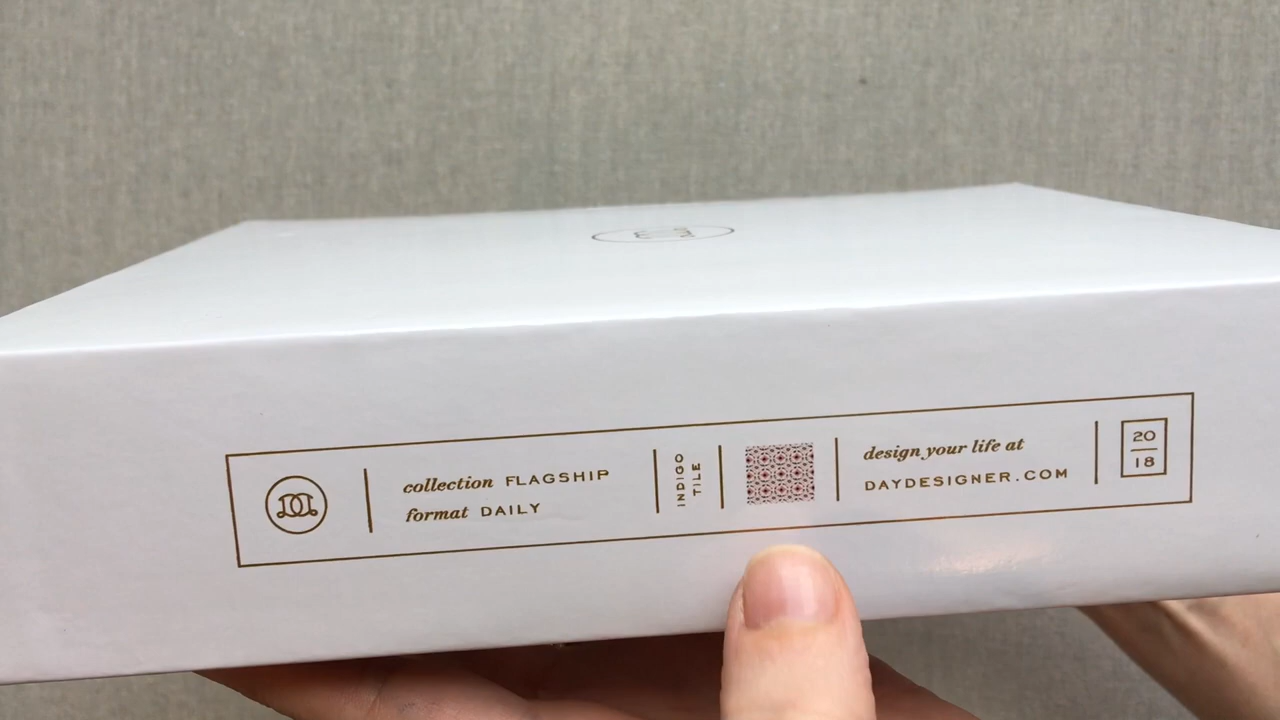 collection FLAGSHIP
format DAILY
INDIGO
TILE
design your life at
DAYDESIGNER.COM
20
18